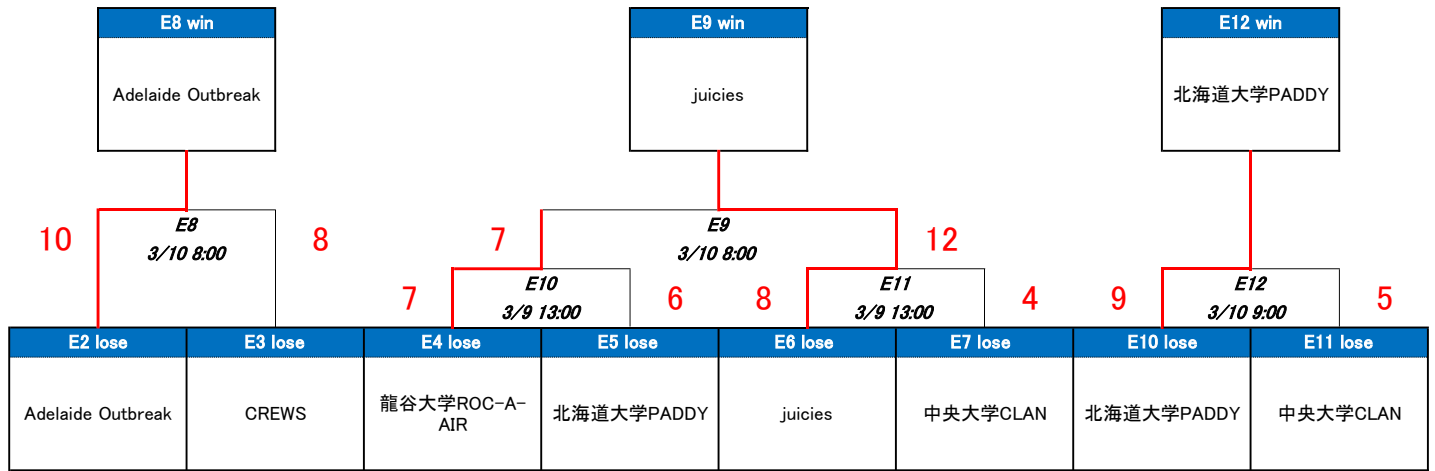 E8 win
E9 win
E12 win
Adelaide Outbreak
juicies
北海道大学PADDY
10
E8
3/10 8:00
8
7
E9
3/10 8:00
12
7
E10
3/9 13:00
6
8
E11
3/9 13:00
4
9
E12
3/10 9:00
5
E2 lose
E3 lose
E4 lose
E5 lose
E6 lose
E7 lose
E10 lose
E11 lose
Adelaide Outbreak
CREWS
龍谷大学ROC-A-
AIR
北海道大学PADDY
juicies
中央大学CLAN
北海道大学PADDY
中央大学CLAN